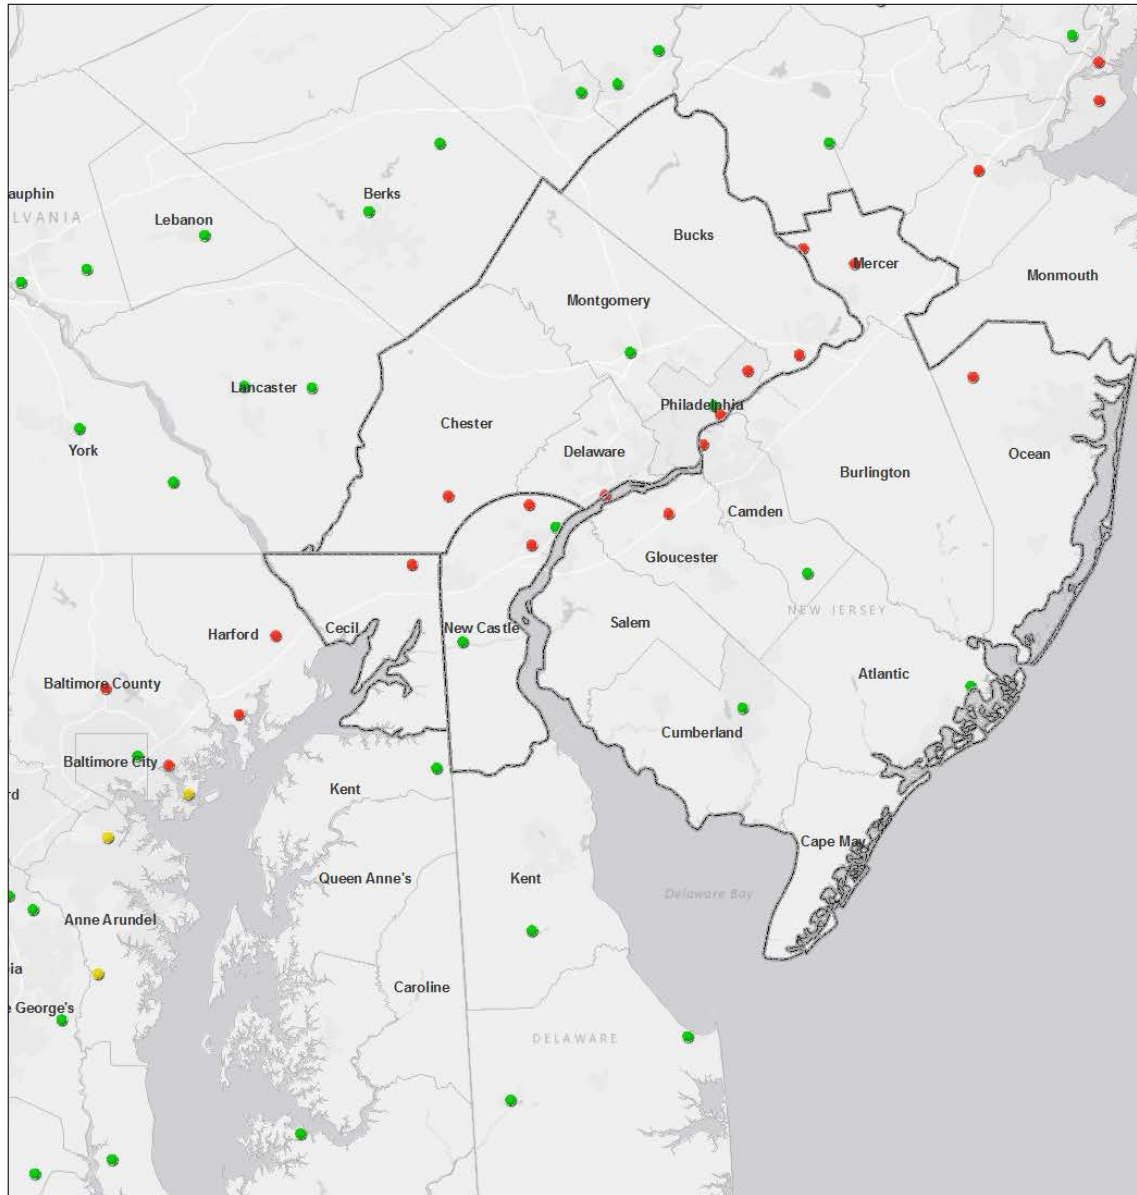 auphin
LVANIA
Lebanon
Berks
Bucks
Mercer
Monmouth
Montgomery
Lancaster
Philadelphia
Chester
York
Delaware
Ocean
Burlington
Camden
Gloucester
NEW JERSEY
Harford
Cecil
New Castle
Salem
Baltimore County
Atlantic
Cumberland
Baltimore City
rd
Kent
Cape May
Queen Anne's
Kent
Delaware Bay
Anne Arundel
ia
Caroline
e George's
DELAWARE